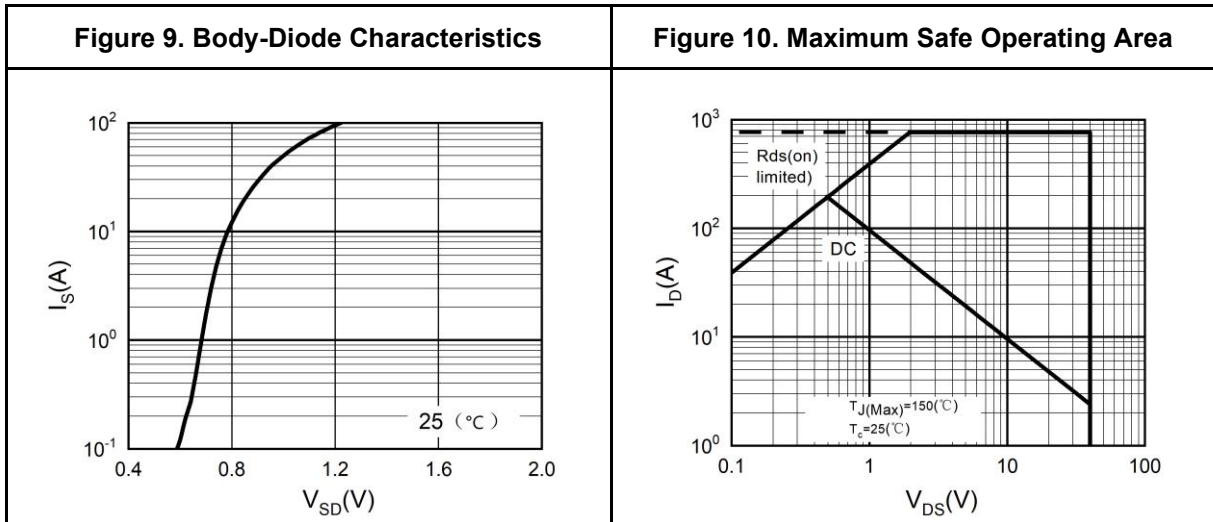 Figure 9. Body-Diode Characteristics
Figure 10. Maximum Safe Operating Area
I_S(A)
10²
10¹
10⁰
10⁻¹
25（°C）
0.4 0.8 1.2 1.6 2.0
V_SD(V)
I_D(A)
10³
10²
10¹
10⁰
Rds(on)
limited)
DC
T_J(Max)=150(℃)
T_c=25(℃)
0.1 1 10 100
V_DS(V)